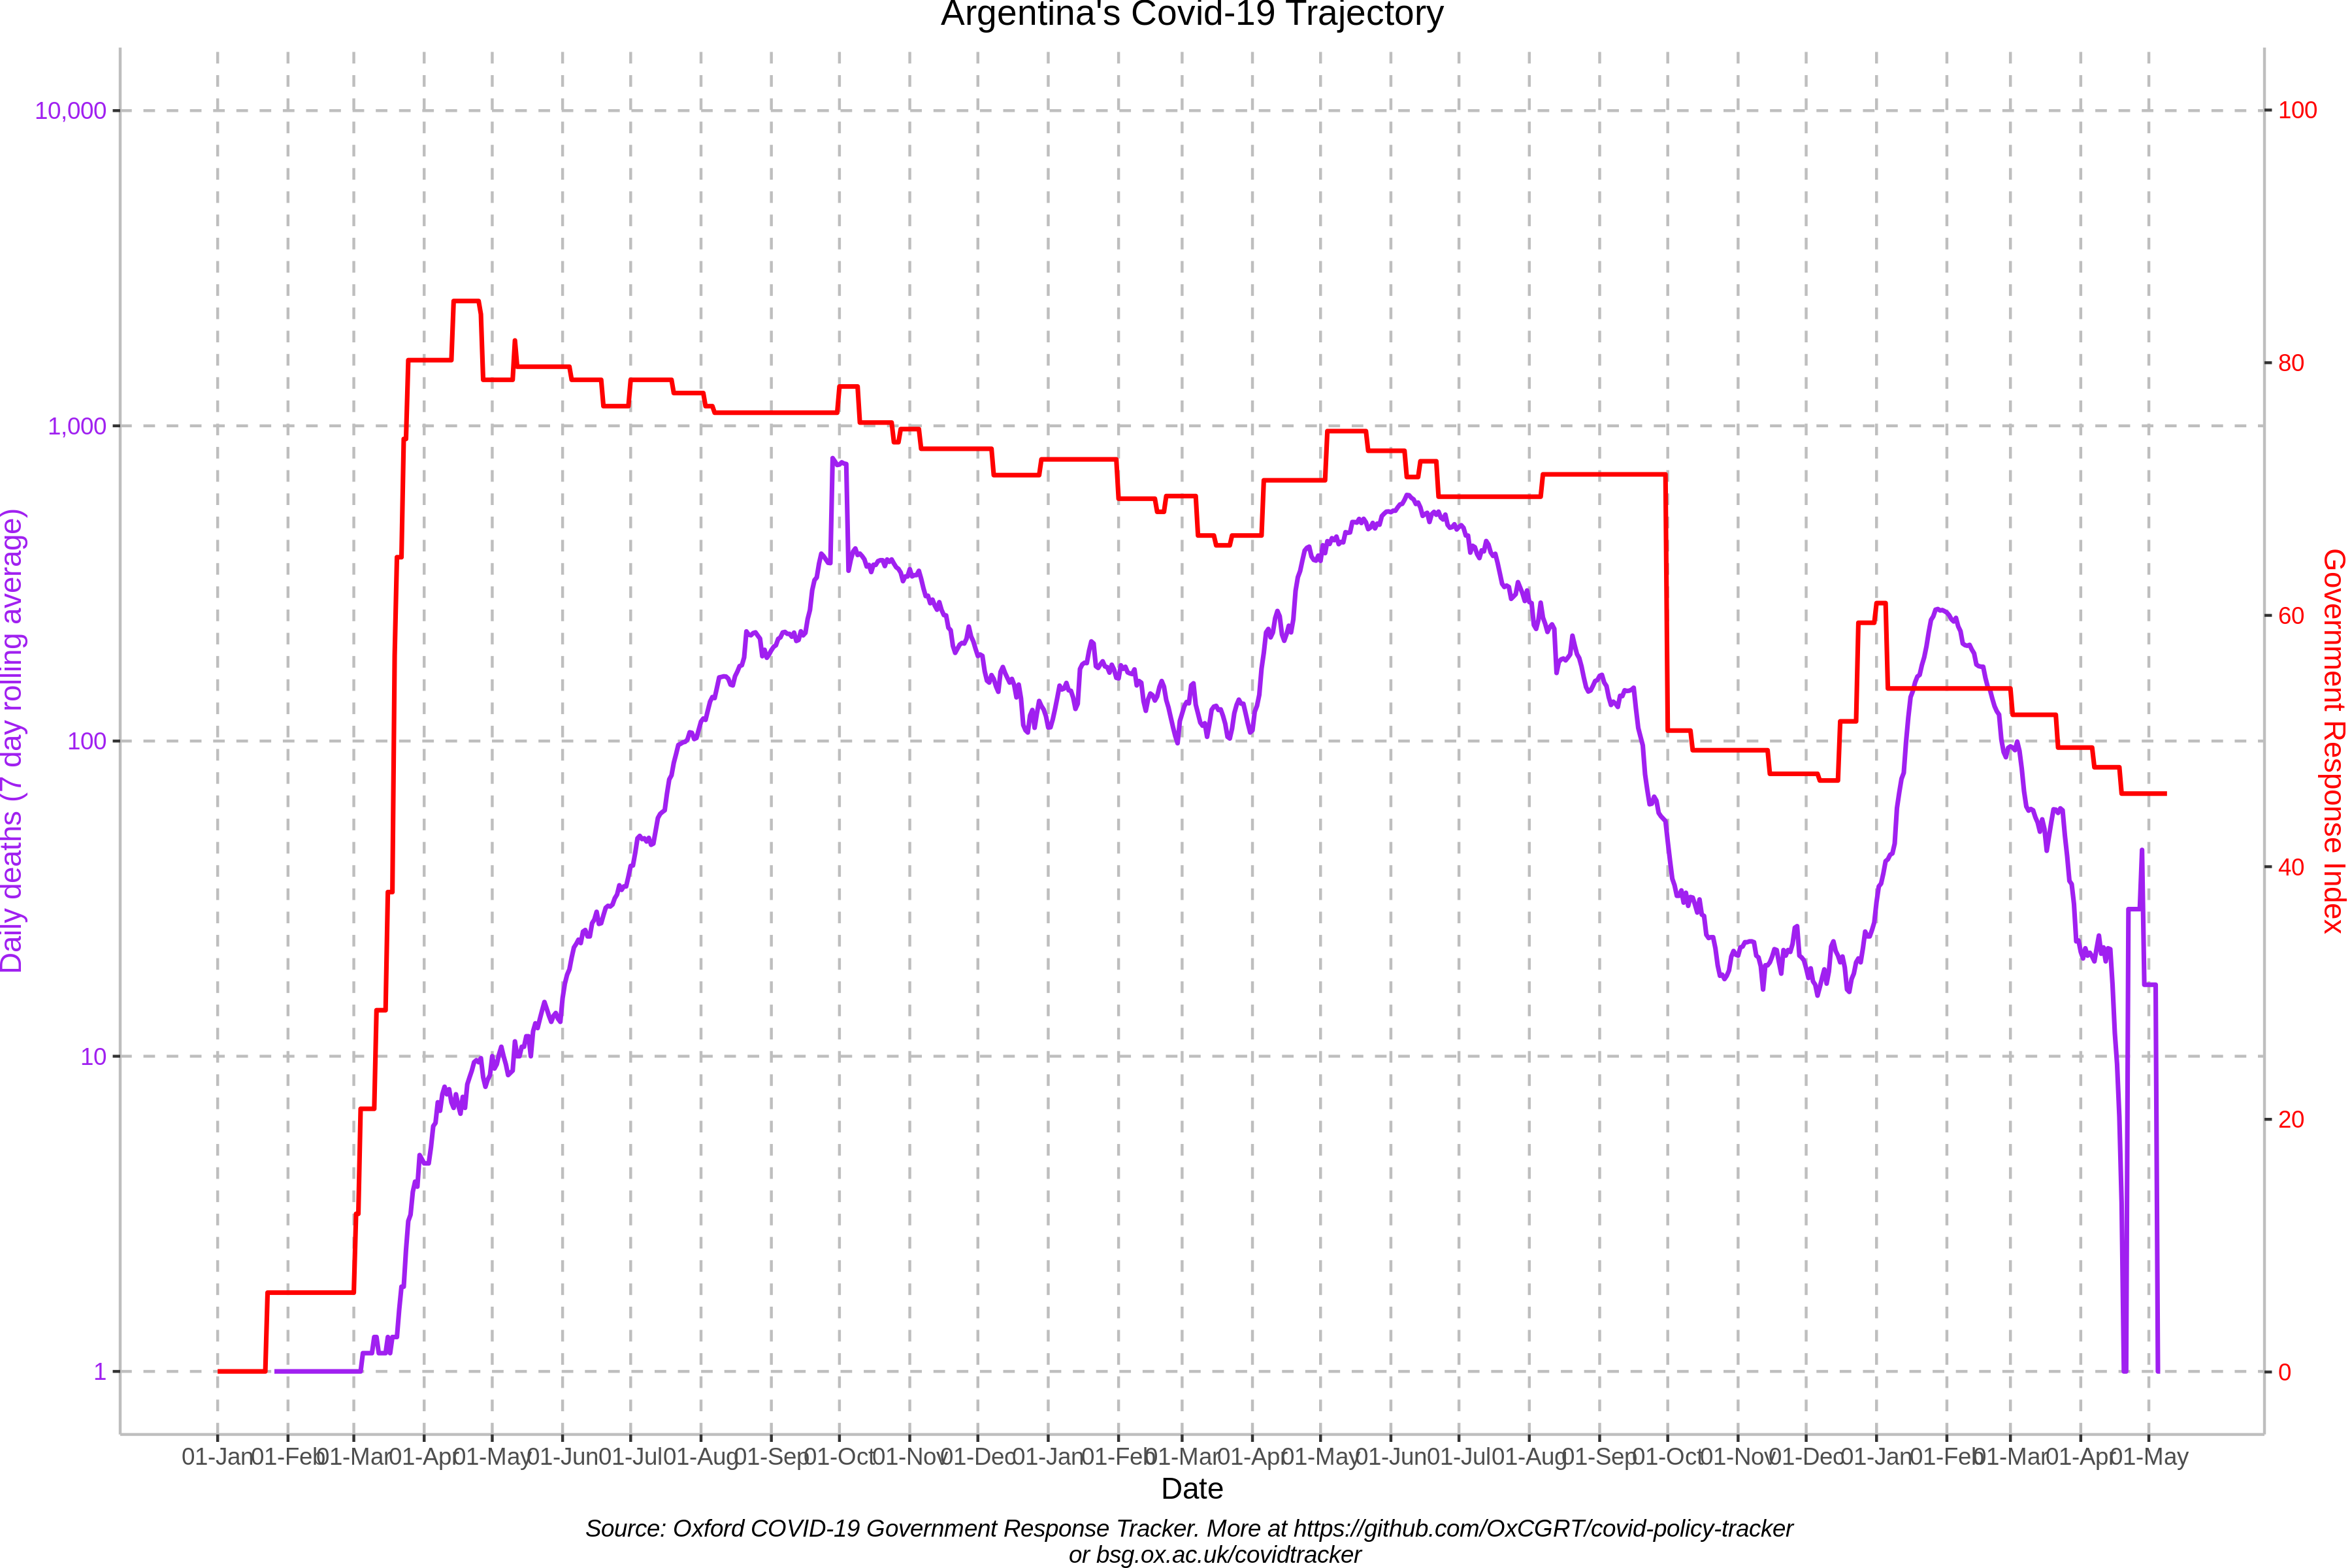 Argentina's Covid-19 Trajectory
10,000
1,000
100
10
1
Daily deaths (7 day rolling average)
100
80
60
40
20
0
Government Response Index
01-Jan 01-Feb 01-Mar 01-Apr 01-May 01-Jun 01-Jul 01-Aug 01-Sep 01-Oct 01-Nov 01-Dec 01-Jan 01-Feb 01-Mar 01-Apr 01-May 01-Jun 01-Jul 01-Aug 01-Sep 01-Oct 01-Nov 01-Dec 01-Jan 01-Feb 01-Mar 01-Apr 01-May
Date
Source: Oxford COVID-19 Government Response Tracker. More at https://github.com/OxCGRT/covid-policy-tracker
or bsg.ox.ac.uk/covidtracker